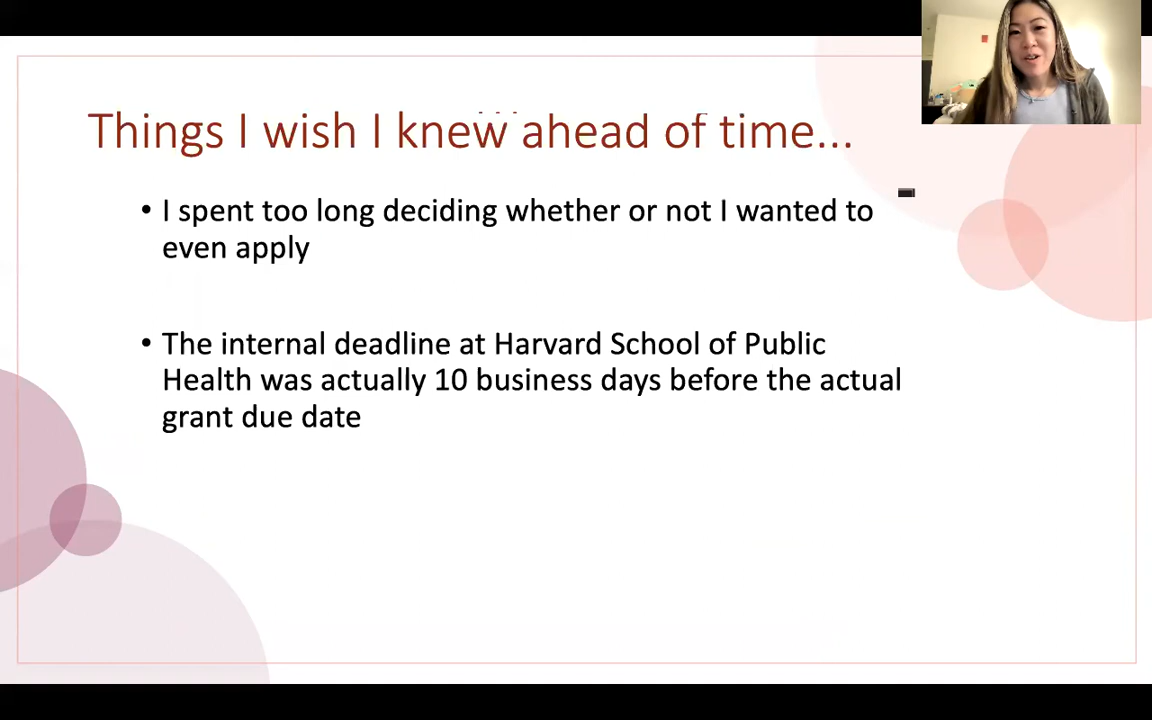 Things I wish I knew ahead of time...
• I spent too long deciding whether or not I wanted to
even apply
• The internal deadline at Harvard School of Public
Health was actually 10 business days before the actual
grant due date